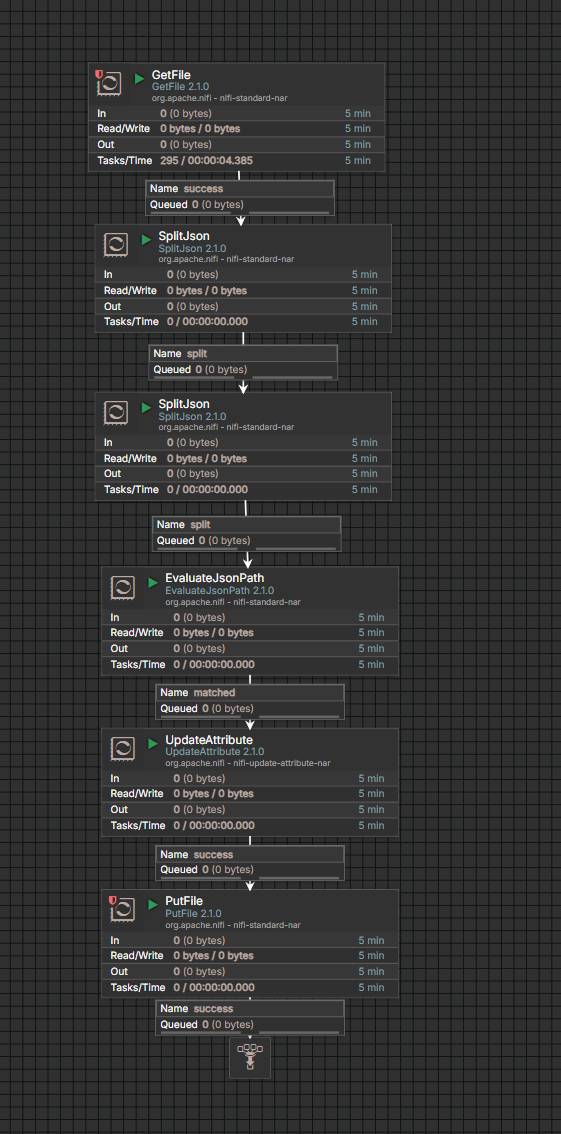 GetFile
GetFile 2.1.0
org.apache.nifi - nifi-standard-nar
In 0 (0 bytes) 5 min
Read/Write 0 bytes / 0 bytes 5 min
Out 0 (0 bytes) 5 min
Tasks/Time 295 / 00:00:04.385 5 min
Name success
Queued 0 (0 bytes)
SplitJson
SplitJson 2.1.0
org.apache.nifi - nifi-standard-nar
In 0 (0 bytes) 5 min
Read/Write 0 bytes / 0 bytes 5 min
Out 0 (0 bytes) 5 min
Tasks/Time 0 / 00:00:00.000 5 min
Name split
Queued 0 (0 bytes)
SplitJson
SplitJson 2.1.0
org.apache.nifi - nifi-standard-nar
In 0 (0 bytes) 5 min
Read/Write 0 bytes / 0 bytes 5 min
Out 0 (0 bytes) 5 min
Tasks/Time 0 / 00:00:00.000 5 min
Name split
Queued 0 (0 bytes)
EvaluateJsonPath
EvaluateJsonPath 2.1.0
org.apache.nifi - nifi-standard-nar
In 0 (0 bytes) 5 min
Read/Write 0 bytes / 0 bytes 5 min
Out 0 (0 bytes) 5 min
Tasks/Time 0 / 00:00:00.000 5 min
Name matched
Queued 0 (0 bytes)
UpdateAttribute
UpdateAttribute 2.1.0
org.apache.nifi - nifi-update-attribute-nar
In 0 (0 bytes) 5 min
Read/Write 0 bytes / 0 bytes 5 min
Out 0 (0 bytes) 5 min
Tasks/Time 0 / 00:00:00.000 5 min
Name success
Queued 0 (0 bytes)
PutFile
PutFile 2.1.0
org.apache.nifi - nifi-standard-nar
In 0 (0 bytes) 5 min
Read/Write 0 bytes / 0 bytes 5 min
Out 0 (0 bytes) 5 min
Tasks/Time 0 / 00:00:00.000 5 min
Name success
Queued 0 (0 bytes)